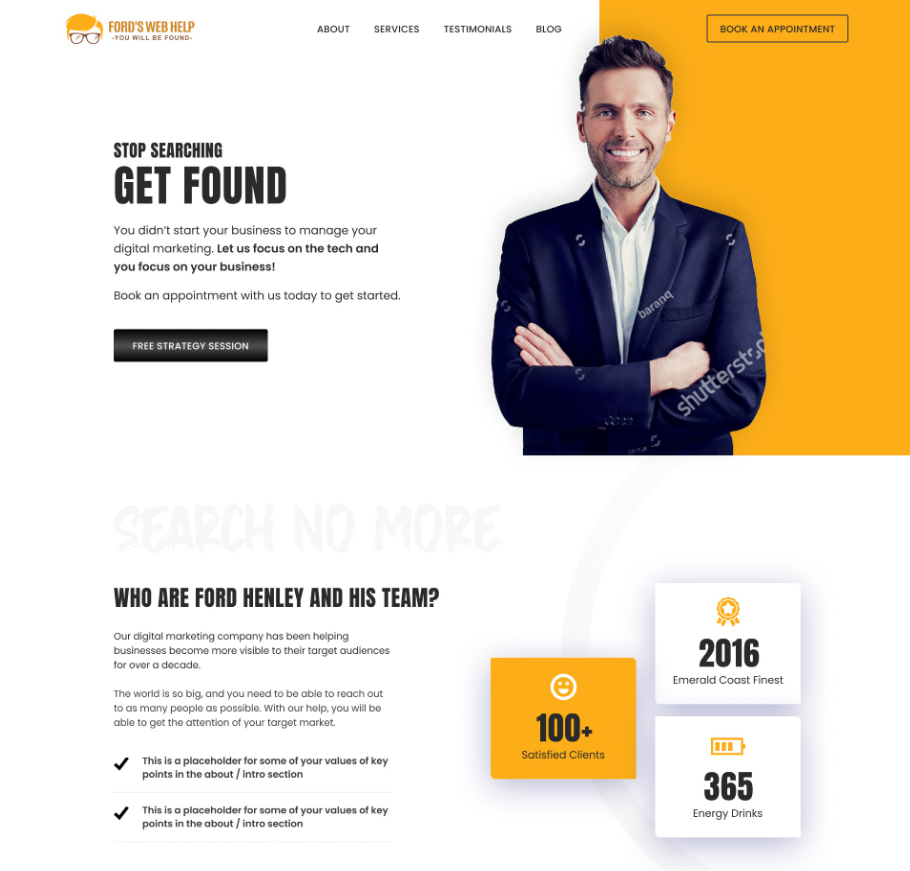 FORD'S WEB HELP
-YOU WILL BE FOUND-
ABOUT SERVICES TESTIMONIALS BLOG
BOOK AN APPOINTMENT
STOP SEARCHING
GET FOUND
You didn’t start your business to manage your
digital marketing. Let us focus on the tech and
you focus on your business!
Book an appointment with us today to get started.
FREE STRATEGY SESSION
baranq
shutterstock
SEARCH NO MORE
WHO ARE FORD HENLEY AND HIS TEAM?
Our digital marketing company has been helping
businesses become more visible to their target audiences
for over a decade.
The world is so big, and you need to be able to reach out
to as many people as possible. With our help, you will be
able to get the attention of your target market.
This is a placeholder for some of your values of key
points in the about / intro section
This is a placeholder for some of your values of key
points in the about / intro section
100+
Satisfied Clients
2016
Emerald Coast Finest
365
Energy Drinks